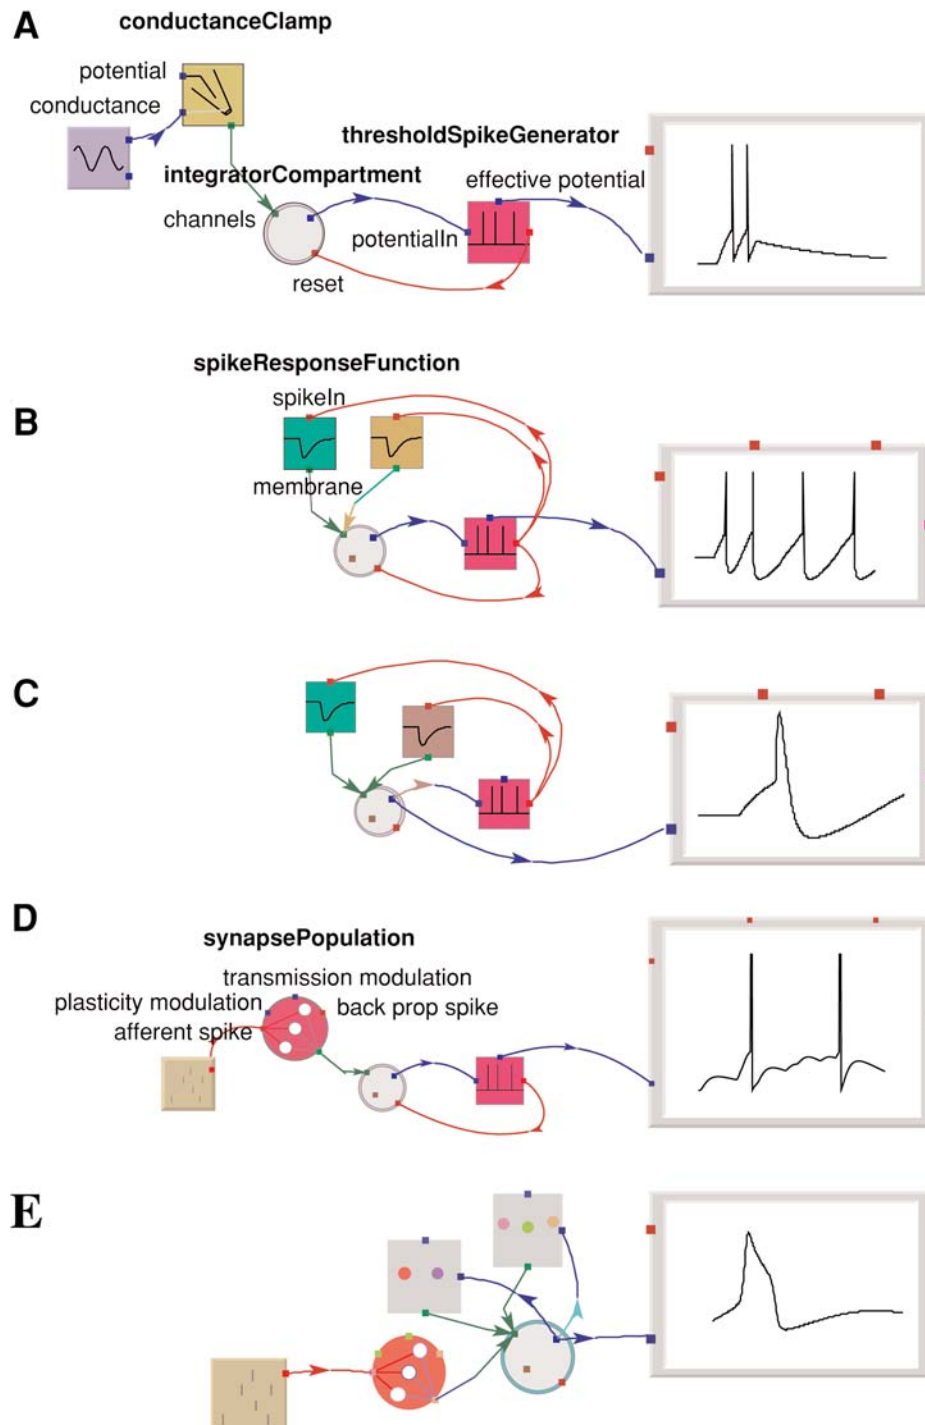 A
conductanceClamp
potential
conductance
thresholdSpikeGenerator
integratorCompartment
effective potential
channels
potentialIn
reset
spikeResponseFunction
spikeIn
B
membrane
C
D
synapsePopulation
transmission modulation
plasticity modulation
back prop spike
afferent spike
E